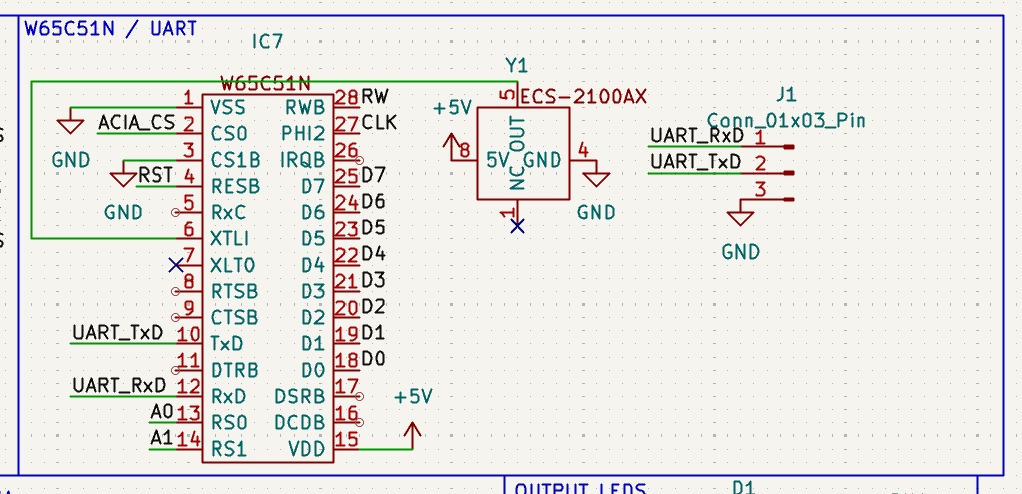 W65C51N / UART
IC7
W65C51N
1 VSS RWB 28 RW
ACIA_CS 2 CS0 PHI2 27 CLK
3 CS1B IRQB 26
GND
RST 4 RESB D7 25 D7
GND
5 RxC D6 24 D6
6 XTLI D5 23 D5
7 XLTO D4 22 D4
8 RTSB D3 21 D3
9 CTSB D2 20 D2
UART_TxD 10 TxD D1 19 D1
11 DTRB D0 18 D0
UART_RxD 12 RxD DSRB 17
A0 13 RS0 DCDB 16
A1 14 RS1 VDD 15
+5V
Y1
ECS-2100AX
+5V
5
OUT
8 5V GND 4
NC
1
GND
J1
Conn_01x03_Pin
UART_RxD 1
UART_TxD 2
3
GND
OUTPUT LEDS
D1